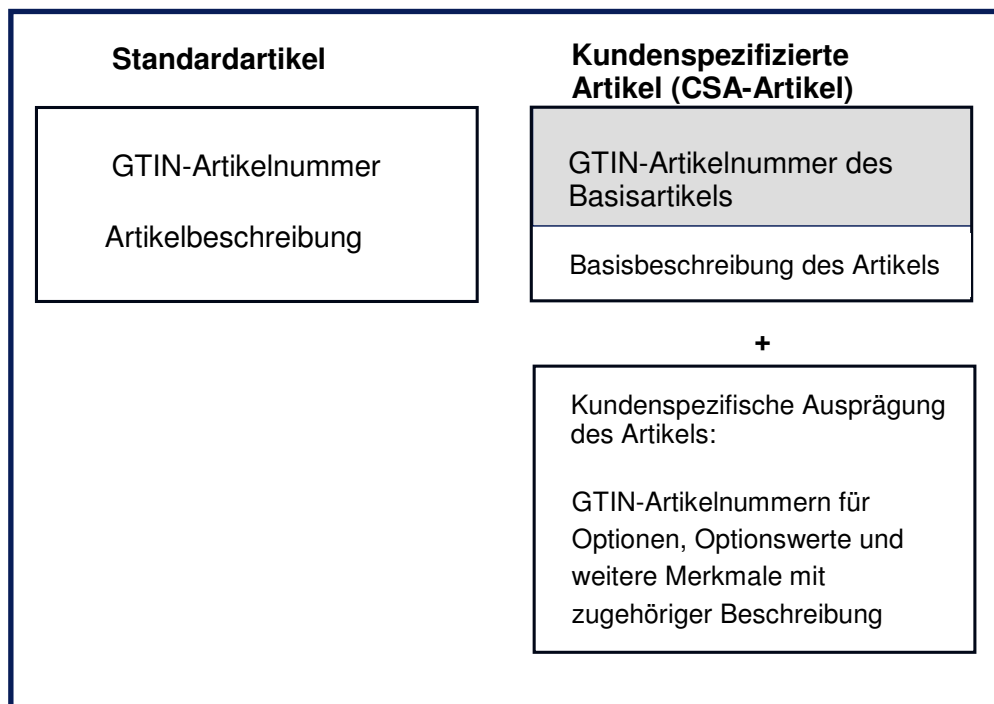 Standardartikel
GTIN-Artikelnummer
Artikelbeschreibung
Kundenspezifizierte
Artikel (CSA-Artikel)
GTIN-Artikelnummer des
Basisartikels
Basisbeschreibung des Artikels
+
Kundenspezifische Ausprägung
des Artikels:
GTIN-Artikelnummern für
Optionen, Optionswerte und
weitere Merkmale mit
zugehöriger Beschreibung